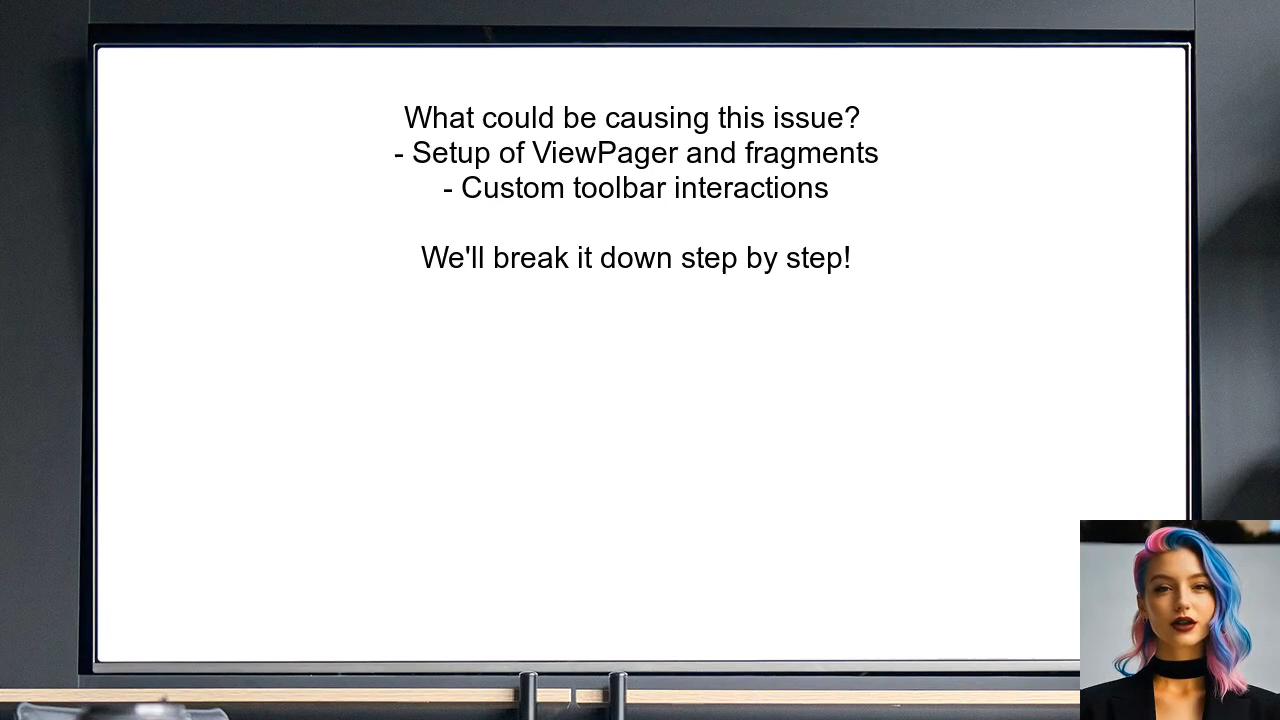 What could be causing this issue?
- Setup of ViewPager and fragments
- Custom toolbar interactions
We'll break it down step by step!